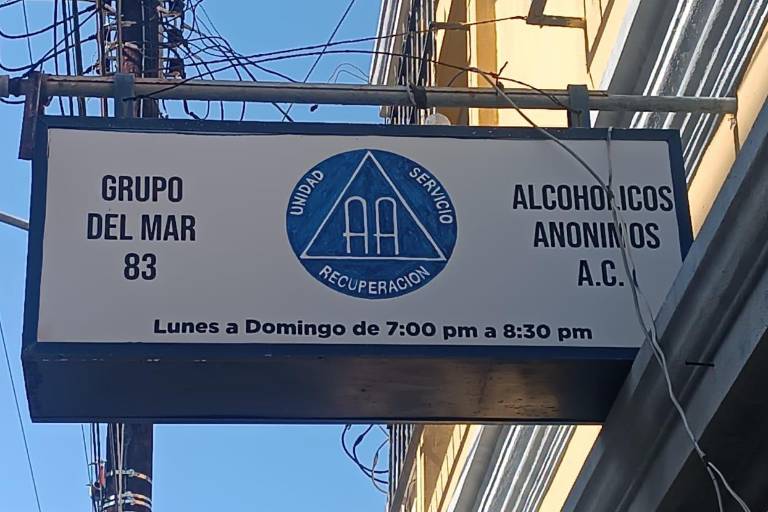 GRUPO
DEL MAR
83
UNIDAD
SERVICIO
AA
RECUPERACION
ALCOHOLICOS
ANONIMOS
A.C.
Lunes a Domingo de 7:00 pm a 8:30 pm